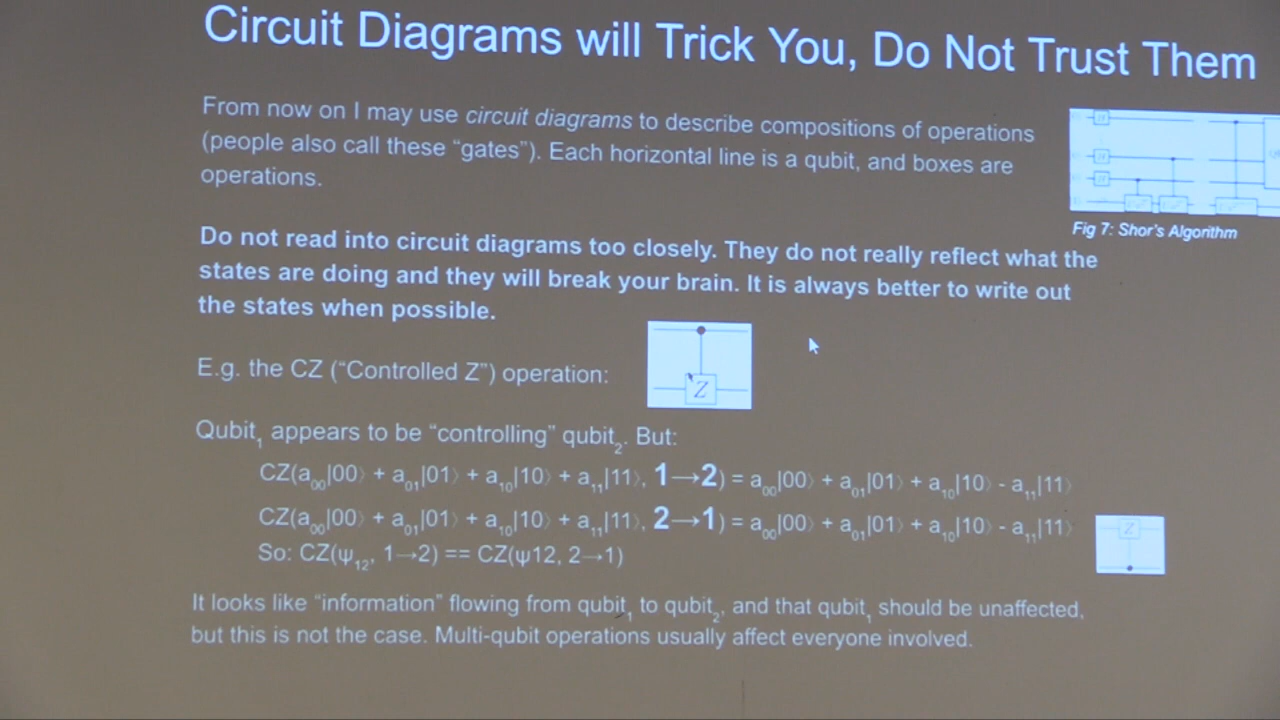 Circuit Diagrams will Trick You, Do Not Trust Them
From now on I may use circuit diagrams to describe compositions of operations
(people also call these “gates”). Each horizontal line is a qubit, and boxes are
operations.
Fig 7: Shor's Algorithm
Do not read into circuit diagrams too closely. They do not really reflect what the
states are doing and they will break your brain. It is always better to write out
the states when possible.
E.g. the CZ (“Controlled Z”) operation:
Z
Qubit₁ appears to be “controlling” qubit₂. But:
CZ(a₀₀|00⟩ + a₀₁|01⟩ + a₁₀|10⟩ + a₁₁|11⟩, 1→2) = a₀₀|00⟩ + a₀₁|01⟩ + a₁₀|10⟩ - a₁₁|11⟩
CZ(a₀₀|00⟩ + a₀₁|01⟩ + a₁₀|10⟩ + a₁₁|11⟩, 2→1) = a₀₀|00⟩ + a₀₁|01⟩ + a₁₀|10⟩ - a₁₁|11⟩
Z
So: CZ(ψ₁₂, 1→2) == CZ(ψ12, 2→1)
It looks like “information” flowing from qubit₁ to qubit₂, and that qubit₁ should be unaffected,
but this is not the case. Multi-qubit operations usually affect everyone involved.